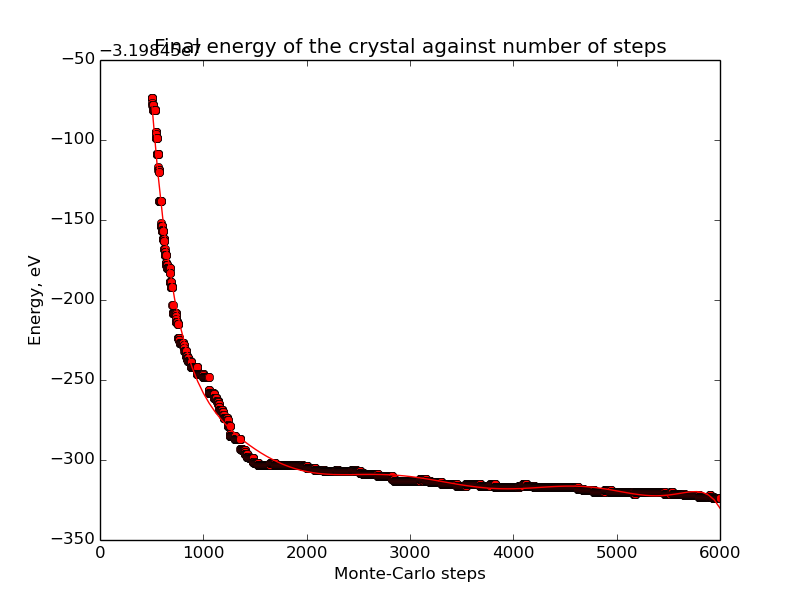 Final energy of the crystal against number of steps
−3.19845e7
−50
−100
−150
−200
−250
−300
−350
Energy, eV
0 1000 2000 3000 4000 5000 6000
Monte-Carlo steps